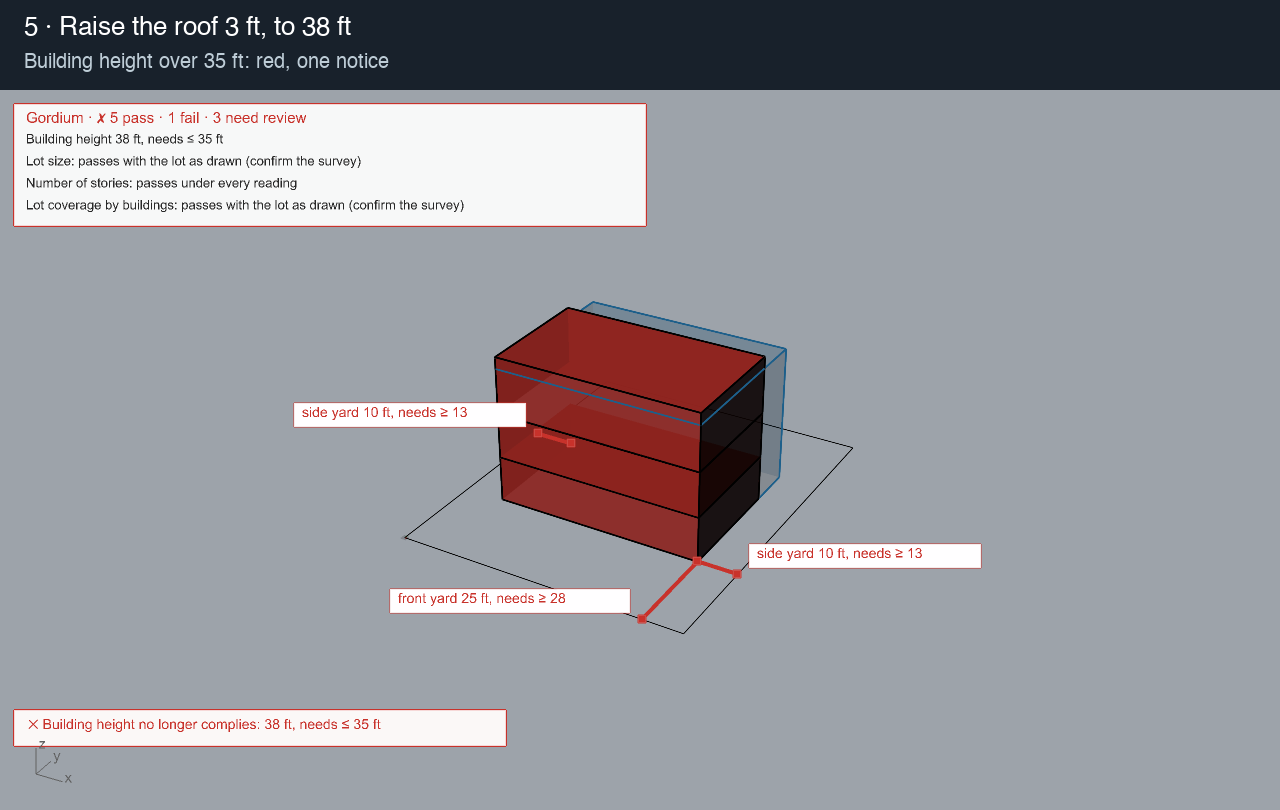 5 · Raise the roof 3 ft, to 38 ft
Building height over 35 ft: red, one notice
Gordium · ✗ 5 pass · 1 fail · 3 need review
Building height 38 ft, needs ≤ 35 ft
Lot size: passes with the lot as drawn (confirm the survey)
Number of stories: passes under every reading
Lot coverage by buildings: passes with the lot as drawn (confirm the survey)
side yard 10 ft, needs ≥ 13
side yard 10 ft, needs ≥ 13
front yard 25 ft, needs ≥ 28
✕ Building height no longer complies: 38 ft, needs ≤ 35 ft
z
y
x